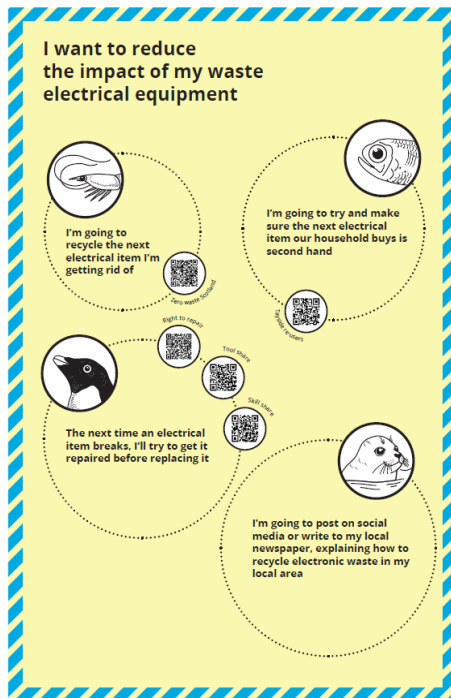 I want to reduce
the impact of my waste
electrical equipment
I'm going to
recycle the next
electrical item I'm
getting rid of
Zero waste Scotland
I'm going to try and make
sure the next electrical
item our household buys is
second hand
Tayside reusers
Right to repair
Tool share
Skill share
The next time an electrical
item breaks, I'll try to get it
repaired before replacing it
I'm going to post on social
media or write to my local
newspaper, explaining how to
recycle electronic waste in my
local area